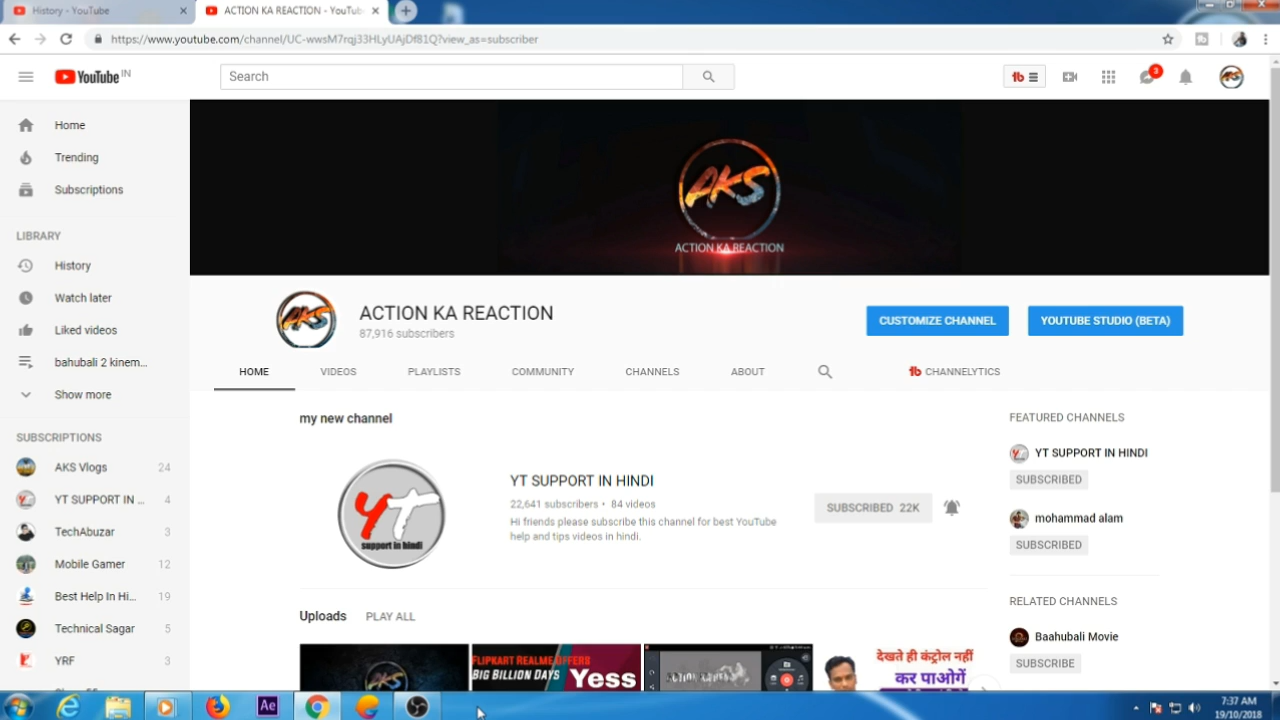 History - YouTube
ACTION KA REACTION - YouTub
https://www.youtube.com/channel/UC-wwsM7rqj33HLyUAjDf81Q?view_as=subscriber
YouTube IN
Search
3
Home
Trending
Subscriptions
LIBRARY
History
Watch later
Liked videos
bahubali 2 kinem...
Show more
SUBSCRIPTIONS
AKS Vlogs 24
YT SUPPORT IN ... 4
TechAbuzar 3
Mobile Gamer 12
Best Help In Hi... 19
Technical Sagar 5
YRF 3
AKS
ACTION KA REACTION
AKS
ACTION KA REACTION
87,916 subscribers
CUSTOMIZE CHANNEL
YOUTUBE STUDIO (BETA)
HOME VIDEOS PLAYLISTS COMMUNITY CHANNELS ABOUT CHANNELYTICS
my new channel
YT
support in hindi
YT SUPPORT IN HINDI
22,641 subscribers • 84 videos
Hi friends please subscribe this channel for best YouTube
help and tips videos in hindi.
SUBSCRIBED 22K
Uploads PLAY ALL
AKS
FLIPKART REALME OFFERS
BIG BILLION DAYS
Yess
देखते ही कंट्रोल नहीं
कर पाओगें
FEATURED CHANNELS
YT SUPPORT IN HINDI
SUBSCRIBED
mohammad alam
SUBSCRIBED
RELATED CHANNELS
Baahubali Movie
SUBSCRIBE
Ae
7:37 AM
19/10/2018